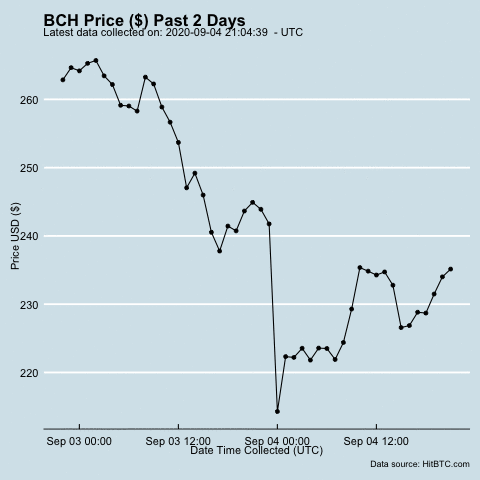 BCH Price ($) Past 2 Days
Latest data collected on: 2020-09-04 21:04:39  - UTC
260
250
240
230
220
Price USD ($)
Sep 03 00:00 Sep 03 12:00 Sep 04 00:00 Sep 04 12:00
Date Time Collected (UTC)
Data source: HitBTC.com